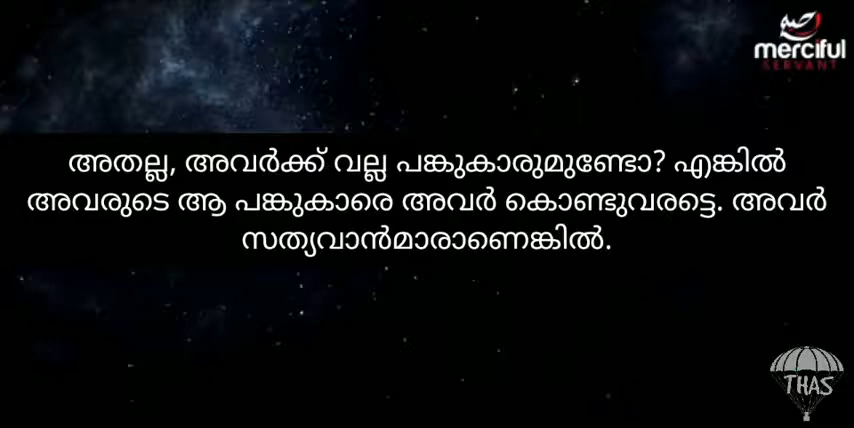 merciful
SERVANT
അതല്ല, അവർക്ക് വല്ല പങ്കുകാരുമുണ്ടോ? എങ്കിൽ
അവരുടെ ആ പങ്കുകാരെ അവർ കൊണ്ടുവരട്ടെ. അവർ
സത്യവാൻമാരാണെങ്കിൽ.
THAS